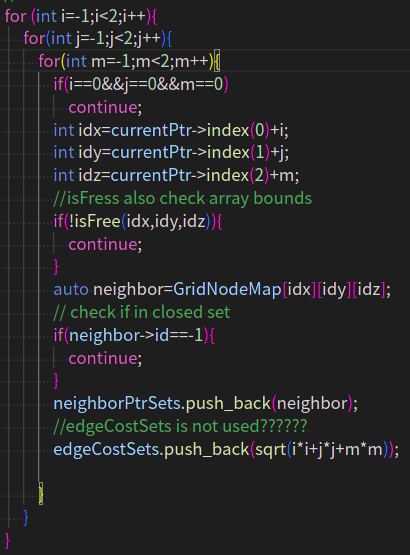 for (int i=-1;i<2;i++){
for(int j=-1;j<2;j++){
for(int m=-1;m<2;m++){
if(i==0&&j==0&&m==0)
continue;
int idx=currentPtr->index(0)+i;
int idy=currentPtr->index(1)+j;
int idz=currentPtr->index(2)+m;
//isFress also check array bounds
if(!isFree(idx,idy,idz)){
continue;
}
auto neighbor=GridNodeMap[idx][idy][idz];
// check if in closed set
if(neighbor->id==-1){
continue;
}
neighborPtrSets.push_back(neighbor);
//edgeCostSets is not used??????
edgeCostSets.push_back(sqrt(i*i+j*j+m*m));
}
}
}